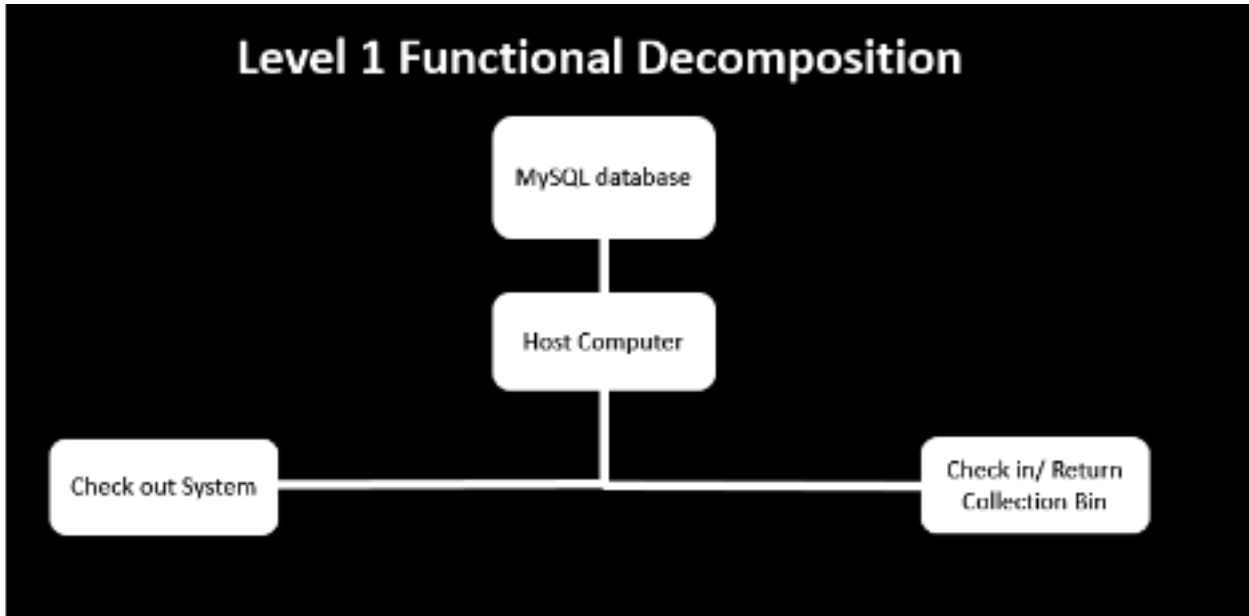 Level 1 Functional Decomposition
MySQL database
Host Computer
Check out System
Check in/ Return
Collection Bin